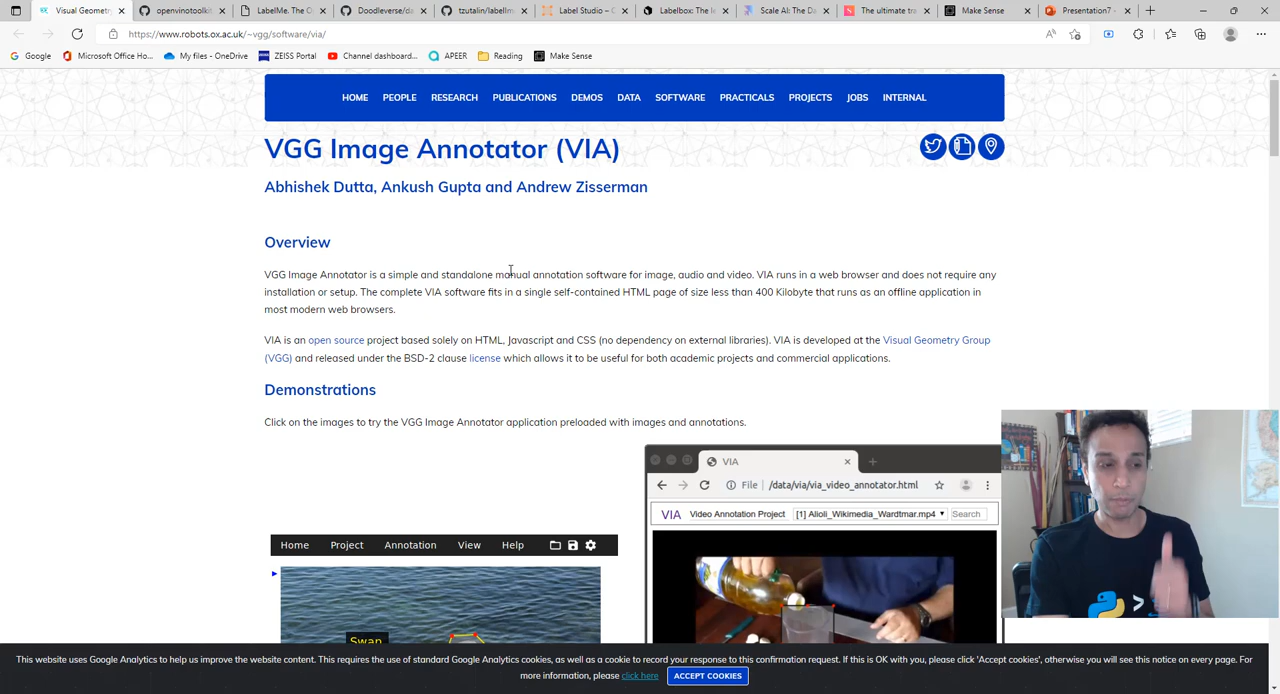 Visual Geometry
openvinotoolkit
LabelMe. The O
Doodleverse/da
tzutalin/labelIm
Label Studio – O
Labelbox: The le
Scale AI: The Da
The ultimate tra
Make Sense
Presentation7 -
https://www.robots.ox.ac.uk/~vgg/software/via/
Google
Microsoft Office Ho...
My files - OneDrive
ZEISS Portal
Channel dashboard...
APEER
Reading
Make Sense
HOME PEOPLE RESEARCH PUBLICATIONS DEMOS DATA SOFTWARE PRACTICALS PROJECTS JOBS INTERNAL
VGG Image Annotator (VIA)
Abhishek Dutta, Ankush Gupta and Andrew Zisserman
Overview
VGG Image Annotator is a simple and standalone manual annotation software for image, audio and video. VIA runs in a web browser and does not require any
installation or setup. The complete VIA software fits in a single self-contained HTML page of size less than 400 Kilobyte that runs as an offline application in
most modern web browsers.
VIA is an open source project based solely on HTML, Javascript and CSS (no dependency on external libraries). VIA is developed at the Visual Geometry Group
(VGG) and released under the BSD-2 clause license which allows it to be useful for both academic projects and commercial applications.
Demonstrations
Click on the images to try the VGG Image Annotator application preloaded with images and annotations.
VIA
File /data/via/via_video_annotator.html
VIA Video Annotation Project [1] Alioli_Wikimedia_Wardtmar.mp4 Search
Home Project Annotation View Help
Swan
This website uses Google Analytics to help us improve the website content. This requires the use of standard Google Analytics cookies, as well as a cookie to record your response to this confirmation request. If this is OK with you, please click 'Accept cookies', otherwise you will see this notice on every page. For
more information, please click here ACCEPT COOKIES